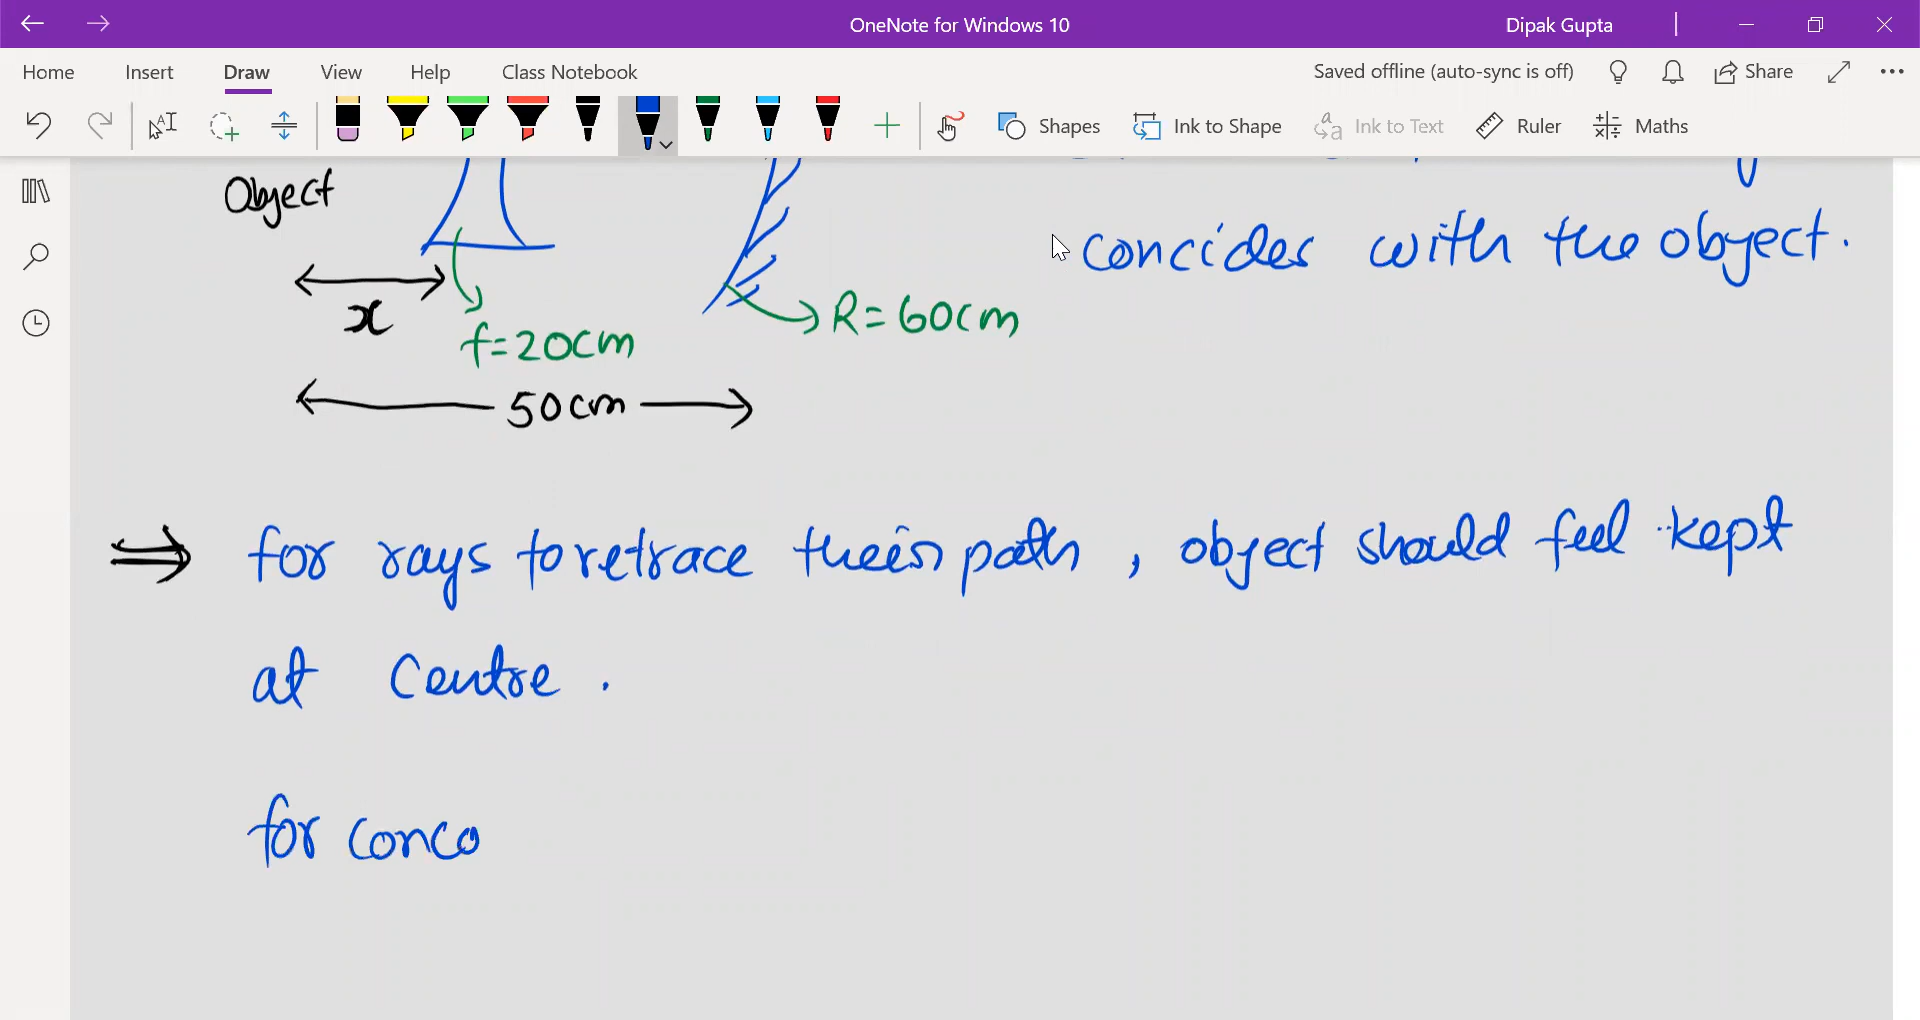 OneNote for Windows 10
Dipak Gupta
Home Insert Draw View Help Class Notebook
Saved offline (auto-sync is off)
Share
Shapes
Ink to Shape
Ink to Text
Ruler
Maths
Object
concides with the object.
x
R=60cm
f=20cm
50cm
for rays to retrace their path, object should feel kept
at Centre.
for conca